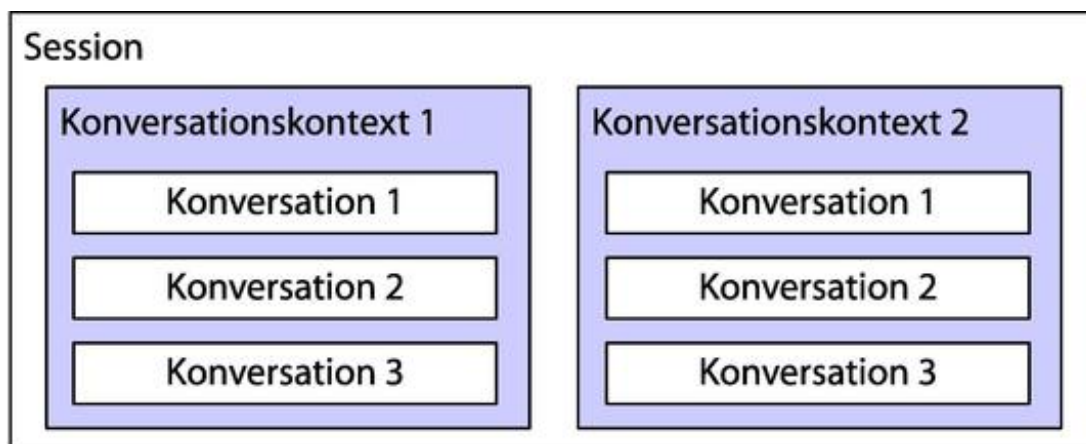 Session
Konversationskontext 1
Konversation 1
Konversation 2
Konversation 3
Konversationskontext 2
Konversation 1
Konversation 2
Konversation 3